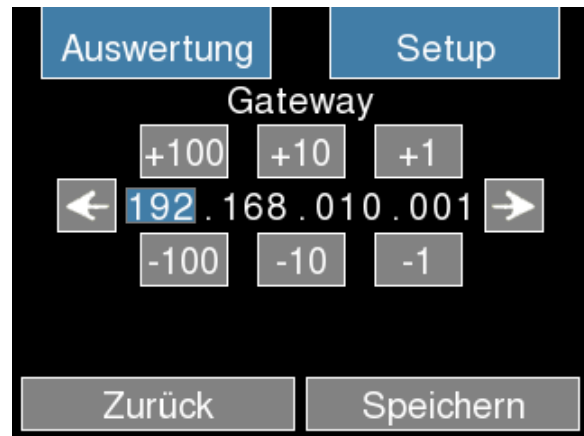 Auswertung Setup
Gateway
+100 +10 +1
192.168.010.001
-100 -10 -1
Zurück Speichern